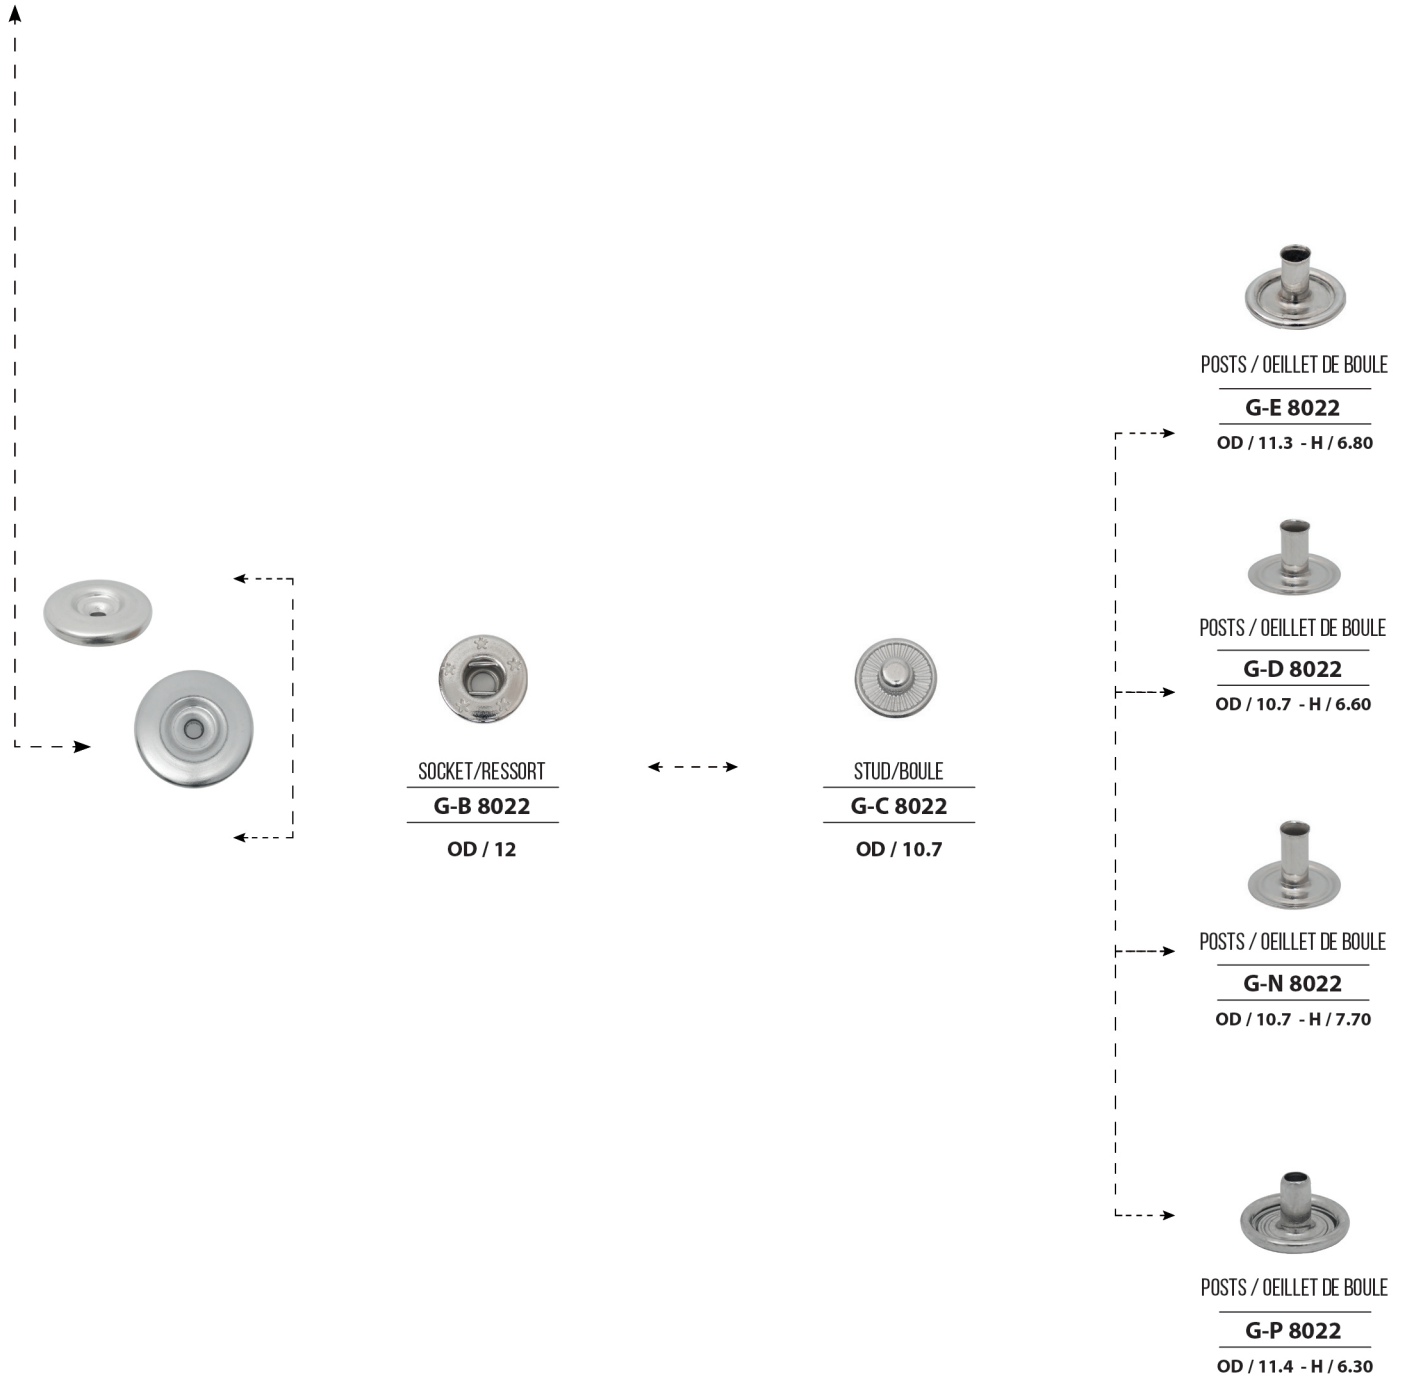 POSTS / OEILLET DE BOULE
G-E 8022
OD / 11.3 - H / 6.80
POSTS / OEILLET DE BOULE
G-D 8022
OD / 10.7 - H / 6.60
SOCKET/RESSORT
G-B 8022
OD / 12
STUD/BOULE
G-C 8022
OD / 10.7
POSTS / OEILLET DE BOULE
G-N 8022
OD / 10.7 - H / 7.70
POSTS / OEILLET DE BOULE
G-P 8022
OD / 11.4 - H / 6.30